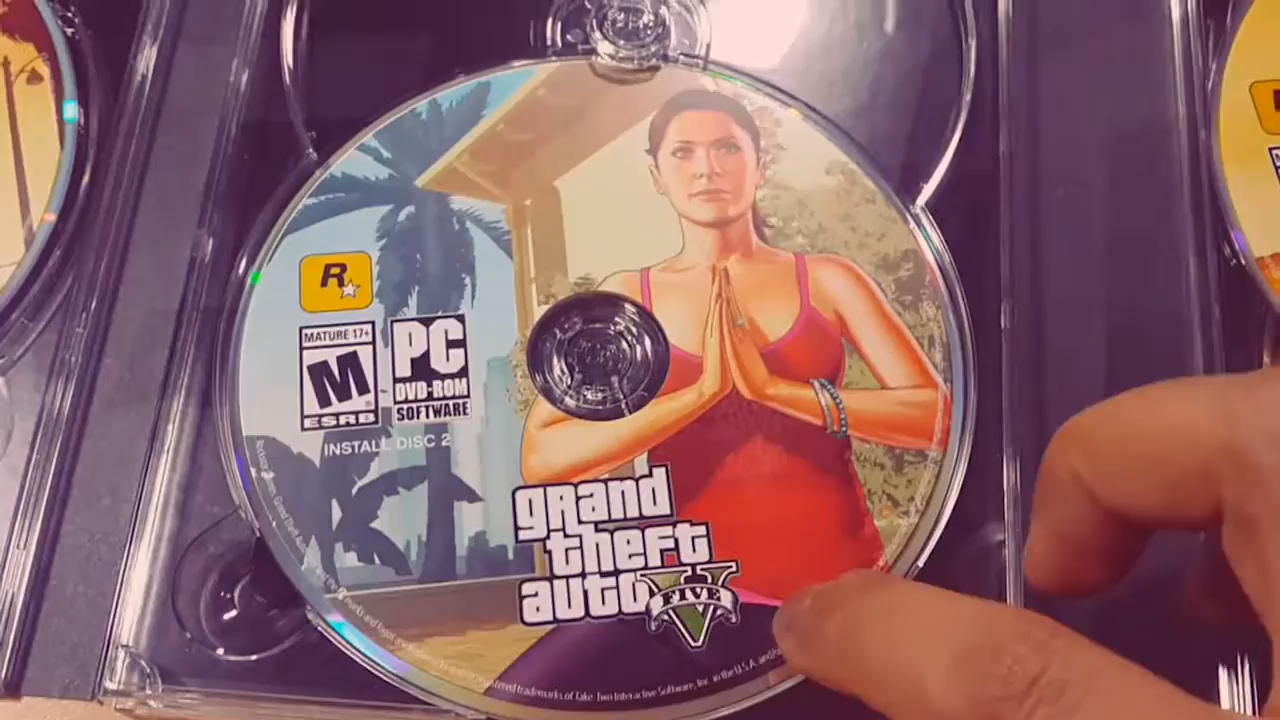 R
MATURE 17+
M
ESRB
PC
DVD-ROM
SOFTWARE
INSTALL DISC 2
grand
theft
auto V
FIVE
registered trademarks of Take-Two Interactive Software, Inc. in the U.S.A. and/o